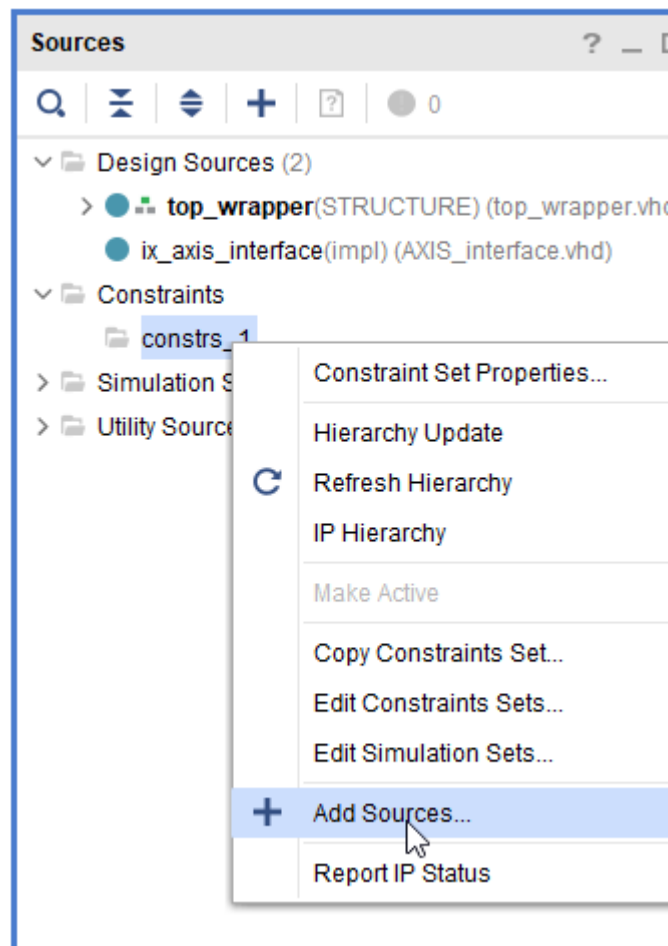 Sources ? _
0
Design Sources (2)
top_wrapper(STRUCTURE) (top_wrapper.vhd
ix_axis_interface(impl) (AXIS_interface.vhd)
Constraints
constrs_1
Simulation S
Utility Source
Constraint Set Properties...
Hierarchy Update
Refresh Hierarchy
IP Hierarchy
Make Active
Copy Constraints Set...
Edit Constraints Sets...
Edit Simulation Sets...
Add Sources...
Report IP Status